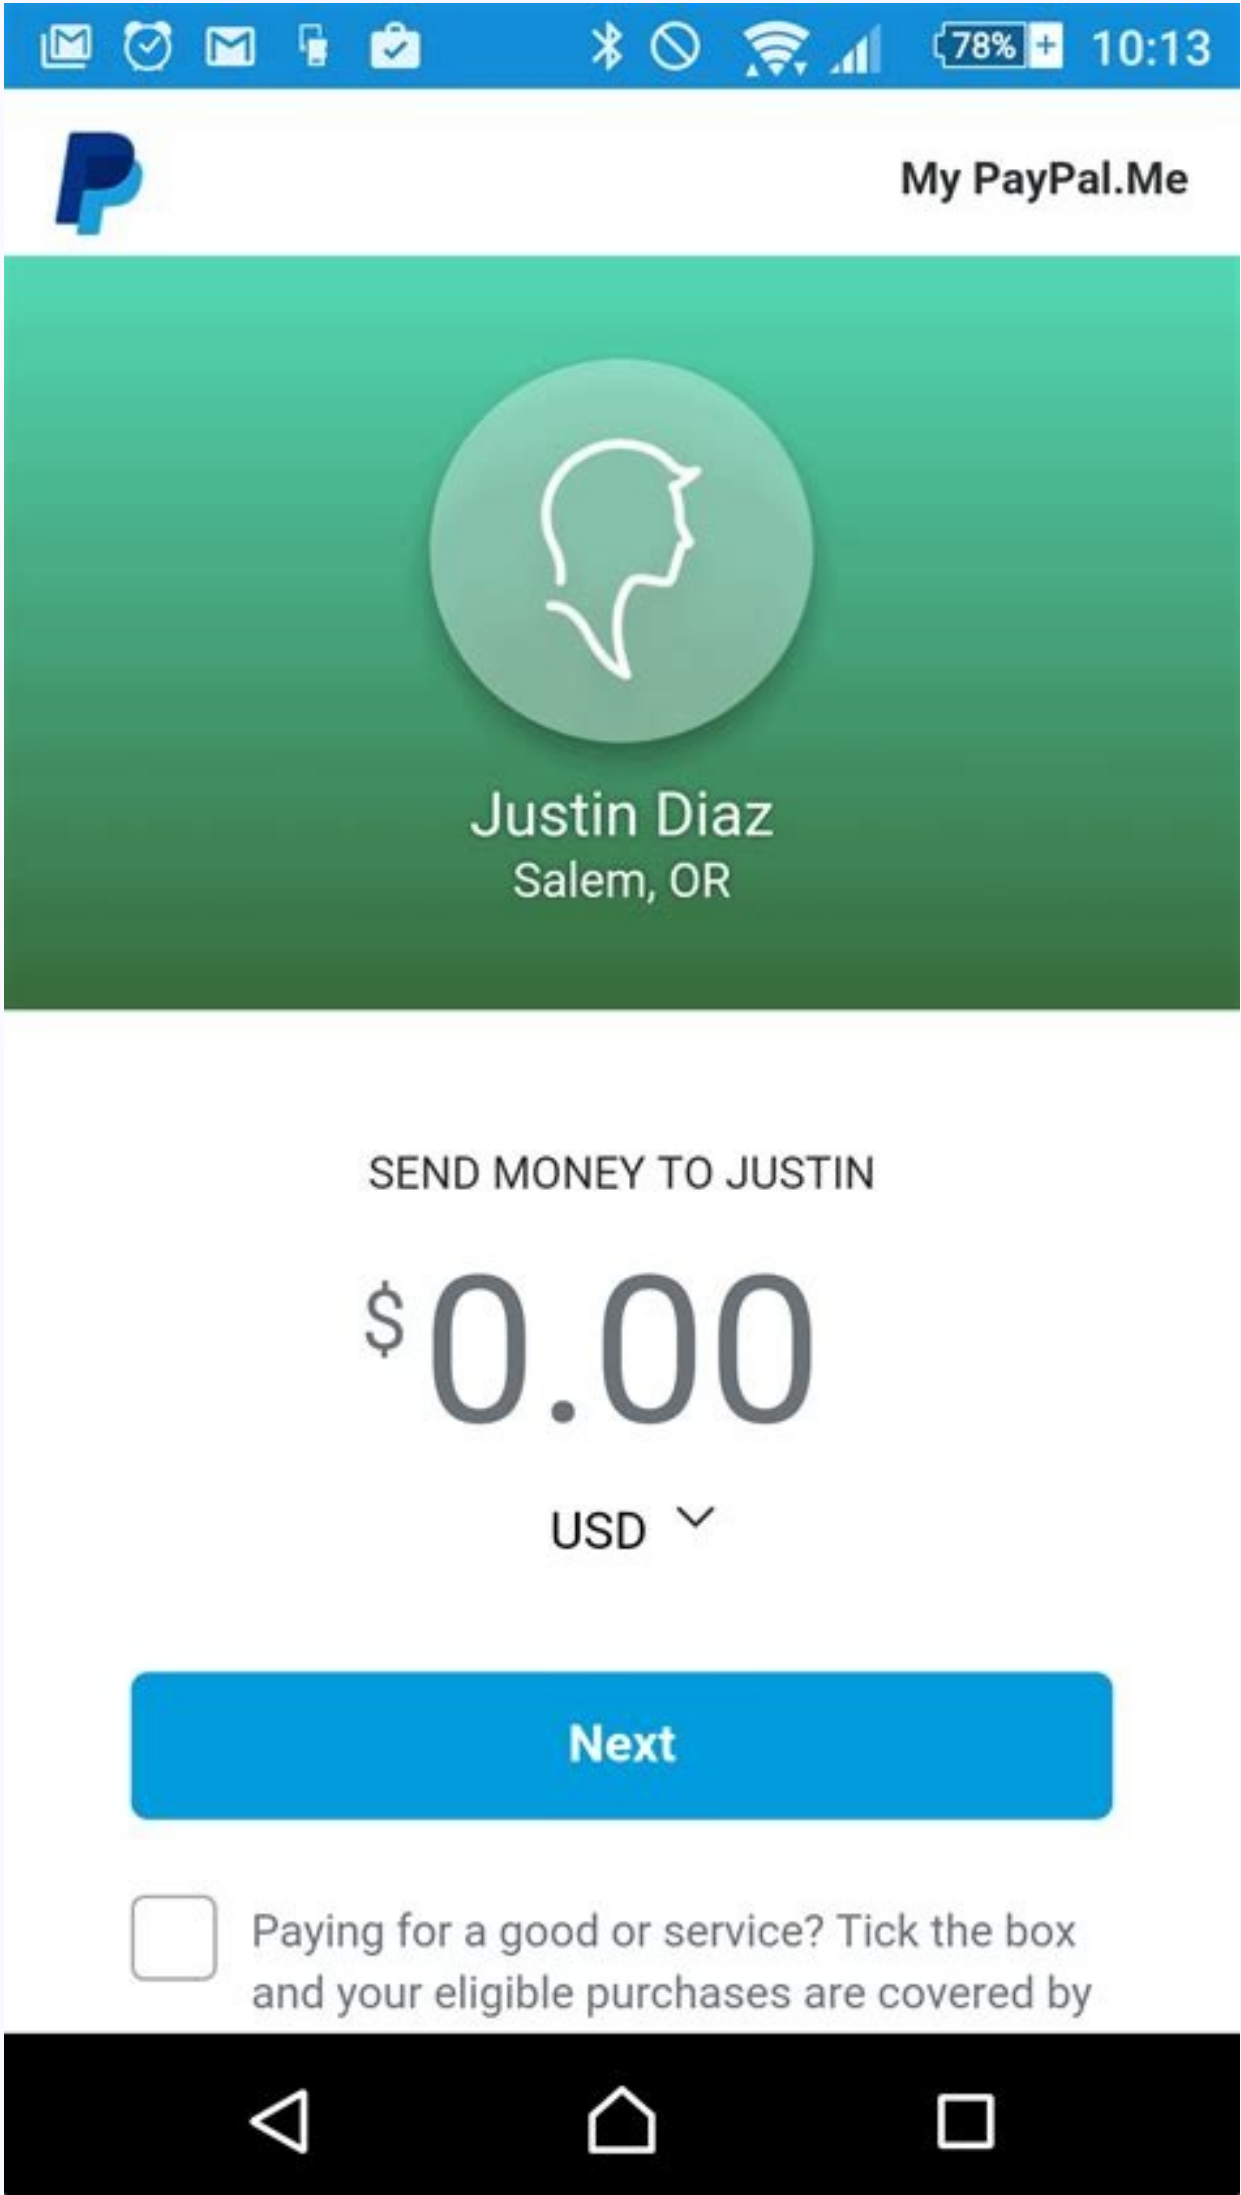 78% 10:13
My PayPal.Me
Justin Diaz
Salem, OR
SEND MONEY TO JUSTIN
$0.00
USD
Next
Paying for a good or service? Tick the box
and your eligible purchases are covered by